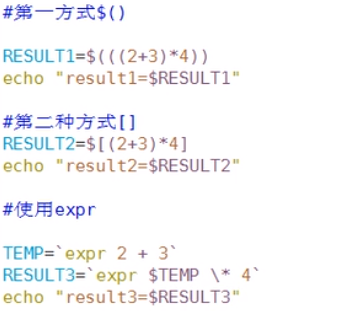 #第一方式$()
RESULT1=$(((2+3)*4))
echo "result1=$RESULT1"
#第二种方式[]
RESULT2=$[(2+3)*4]
echo "result2=$RESULT2"
#使用expr
TEMP=`expr 2 + 3`
RESULT3=`expr $TEMP \* 4`
echo "result3=$RESULT3"